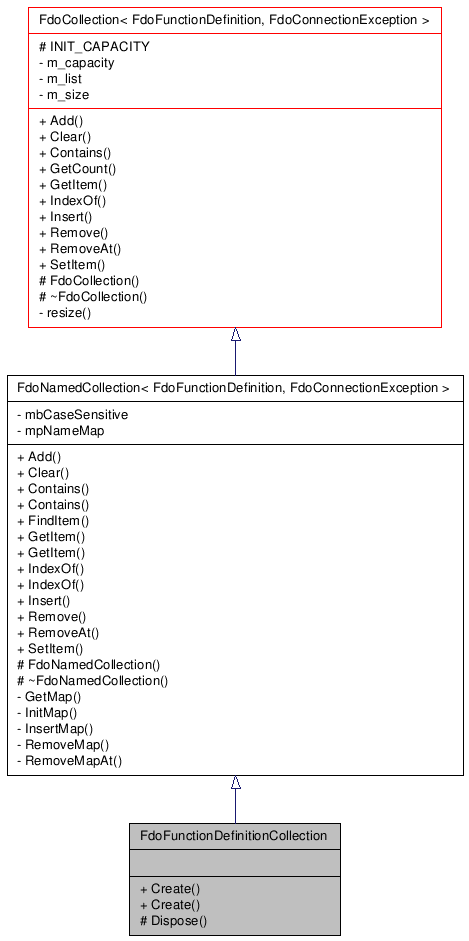 FdoCollection< FdoFunctionDefinition, FdoConnectionException >
# INIT_CAPACITY
- m_capacity
- m_list
- m_size
+ Add()
+ Clear()
+ Contains()
+ GetCount()
+ GetItem()
+ IndexOf()
+ Insert()
+ Remove()
+ RemoveAt()
+ SetItem()
# FdoCollection()
# ~FdoCollection()
- resize()
FdoNamedCollection< FdoFunctionDefinition, FdoConnectionException >
- mbCaseSensitive
- mpNameMap
+ Add()
+ Clear()
+ Contains()
+ Contains()
+ FindItem()
+ GetItem()
+ GetItem()
+ IndexOf()
+ IndexOf()
+ Insert()
+ Remove()
+ RemoveAt()
+ SetItem()
# FdoNamedCollection()
# ~FdoNamedCollection()
- GetMap()
- InitMap()
- InsertMap()
- RemoveMap()
- RemoveMapAt()
FdoFunctionDefinitionCollection
+ Create()
+ Create()
# Dispose()